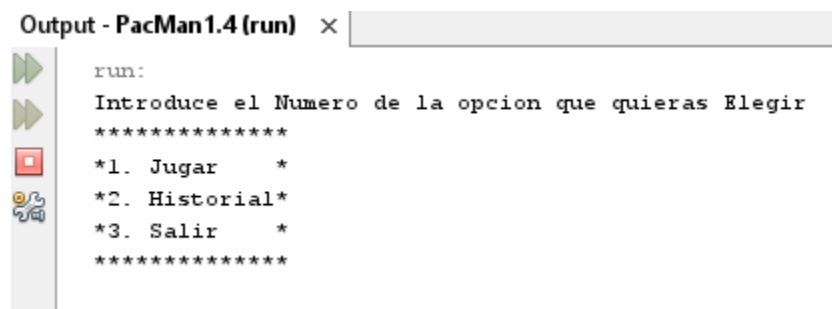 Output - PacMan1.4 (run) ×
run:
Introduce el Numero de la opcion que quieras Elegir
**************
*1. Jugar    *
*2. Historial*
*3. Salir    *
**************